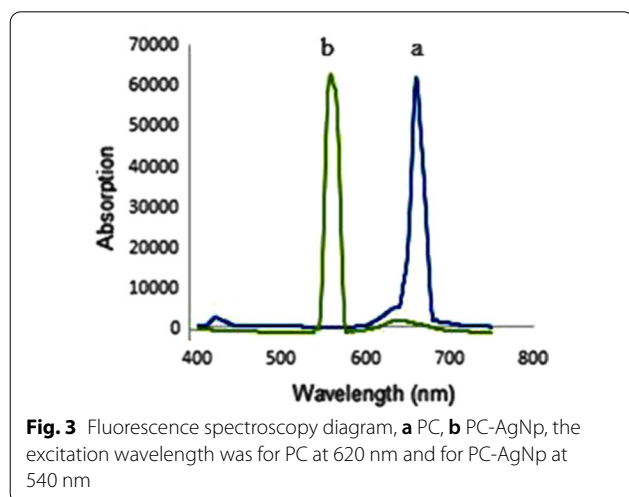 b a
70000
60000
50000
40000
30000
20000
10000
0
Absorption
400 500 600 700 800
Wavelength (nm)
Fig. 3 Fluorescence spectroscopy diagram, a PC, b PC-AgNp, the
excitation wavelength was for PC at 620 nm and for PC-AgNp at
540 nm